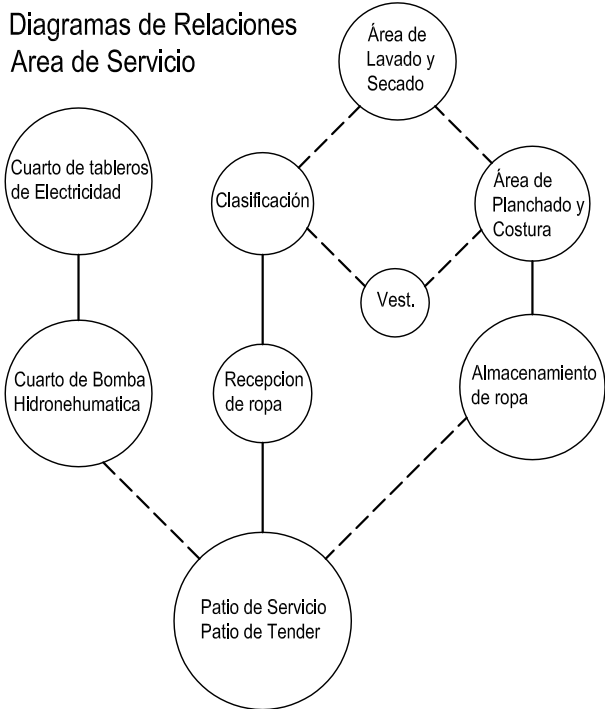 Diagramas de Relaciones
Area de Servicio
Área de
Lavado y
Secado
Cuarto de tableros
de Electricidad
Clasificación
Área de
Planchado y
Costura
Vest.
Cuarto de Bomba
Hidronehumatica
Recepcion
de ropa
Almacenamiento
de ropa
Patio de Servicio
Patio de Tender